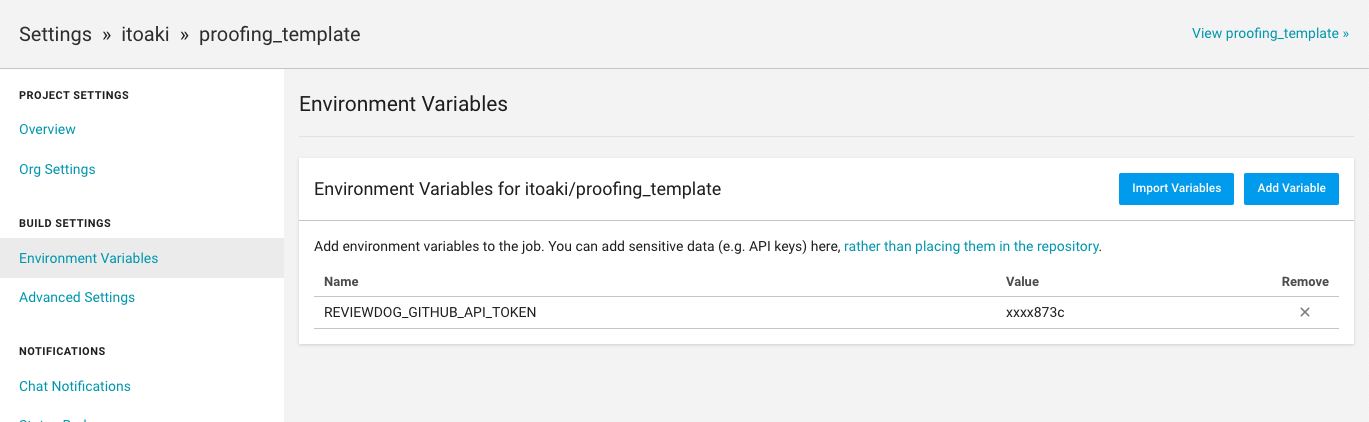 Settings » itoaki » proofing_template
View proofing_template »
PROJECT SETTINGS
Overview
Org Settings
BUILD SETTINGS
Environment Variables
Advanced Settings
NOTIFICATIONS
Chat Notifications
Environment Variables
Environment Variables for itoaki/proofing_template
Import Variables
Add Variable
Add environment variables to the job. You can add sensitive data (e.g. API keys) here, rather than placing them in the repository.
Name Value Remove
REVIEWDOG_GITHUB_API_TOKEN xxxx873c ×